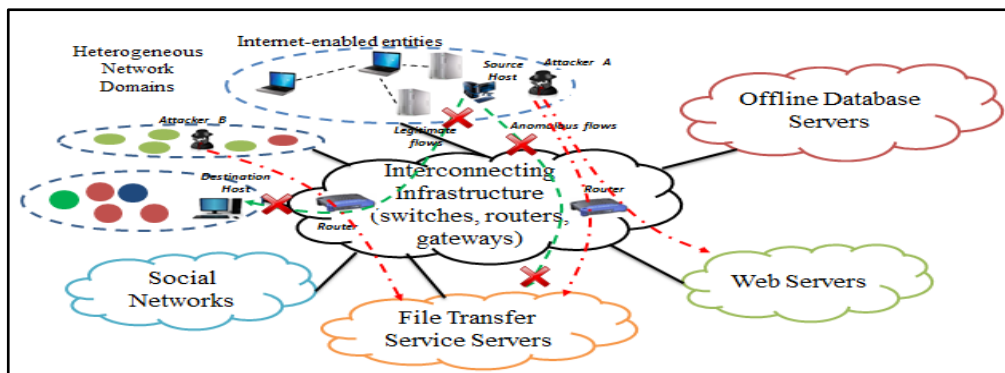 Heterogeneous
Network
Domains
Internet-enabled entities
Source
Host
Attacker A
Offline Database
Servers
Attacker B
Legitimate
flows
Anomalous flows
Destination
Host
Interconnecting
Infrastructure
(switches, routers,
gateways)
Router
Router
Social
Networks
Web Servers
File Transfer
Service Servers